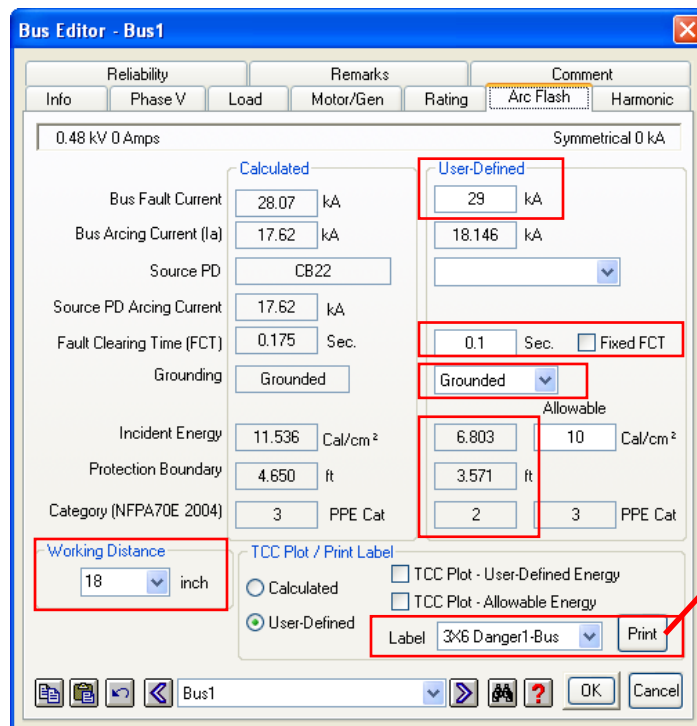 Bus Editor - Bus1
Reliability Remarks Comment
Info Phase V Load Motor/Gen Rating Arc Flash Harmonic
0.48 kV 0 Amps Symmetrical 0 kA
Calculated User-Defined
Bus Fault Current 28.07 kA 29 kA
Bus Arcing Current (Ia) 17.62 kA 18.146 kA
Source PD CB22
Source PD Arcing Current 17.62 kA
Fault Clearing Time (FCT) 0.175 Sec. 0.1 Sec. Fixed FCT
Grounding Grounded Grounded
Allowable
Incident Energy 11.536 Cal/cm² 6.803 10 Cal/cm²
Protection Boundary 4.650 ft 3.571 ft
Category (NFPA70E 2004) 3 PPE Cat 2 3 PPE Cat
Working Distance TCC Plot / Print Label
18 inch Calculated TCC Plot - User-Defined Energy
TCC Plot - Allowable Energy
User-Defined Label 3X6 Danger1-Bus Print
Bus1 ? OK Cancel